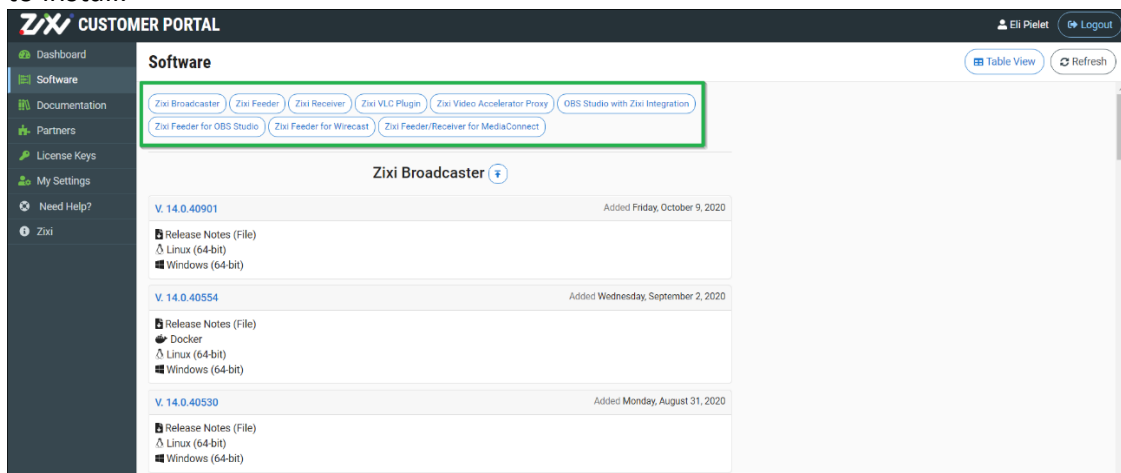 ZiXi CUSTOMER PORTAL
Eli Pielet
Logout
Dashboard
Software
Documentation
Partners
License Keys
My Settings
Need Help?
Zixi
Software
Table View
Refresh
Zixi Broadcaster Zixi Feeder Zixi Receiver Zixi VLC Plugin Zixi Video Accelerator Proxy OBS Studio with Zixi Integration
Zixi Feeder for OBS Studio Zixi Feeder for Wirecast Zixi Feeder/Receiver for MediaConnect
Zixi Broadcaster
V. 14.0.40901 Added Friday, October 9, 2020
Release Notes (File)
Linux (64-bit)
Windows (64-bit)
V. 14.0.40554 Added Wednesday, September 2, 2020
Release Notes (File)
Docker
Linux (64-bit)
Windows (64-bit)
V. 14.0.40530 Added Monday, August 31, 2020
Release Notes (File)
Linux (64-bit)
Windows (64-bit)